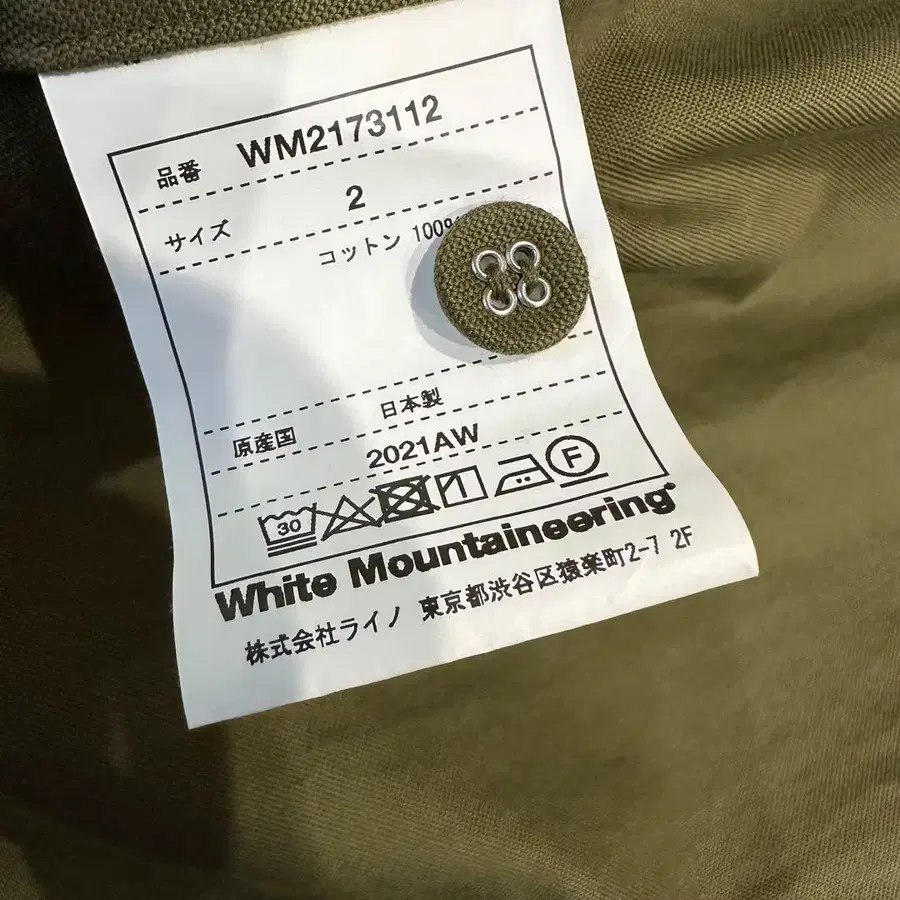 品番 WM2173112
サイズ 2
コットン 100%
原産国 日本製
2021AW
30
F
White Mountaineering®
株式会社ライノ 東京都渋谷区猿楽町2-7 2F